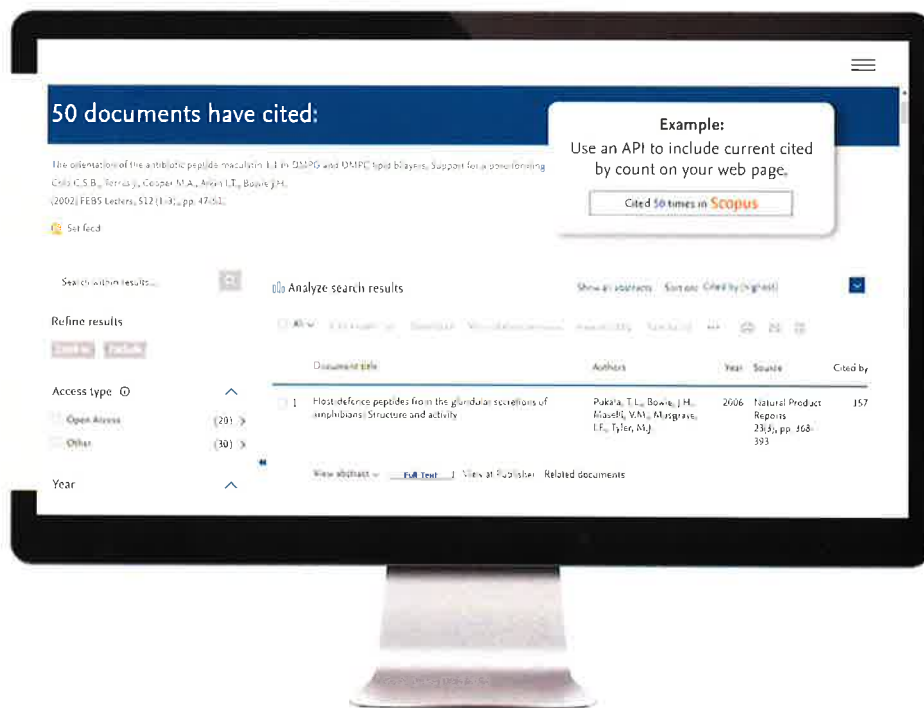 50 documents have cited:
Example:
Use an API to include current cited
by count on your web page.
Cited 50 times in Scopus
The orientation of the antibiotic peptide maculatin 1.1 in DMPG and DMPC lipid bilayers. Support for a pore-forming
Cooper M.A., Bowie J.H.
(2002) FEBS Letters, 512 (1-3), pp. 47-51.
Set feed
Search within results...
Analyze search results
Show all abstracts Sort on: Cited by (highest)
Refine results
All
Document title Authors Year Source Cited by
Access type
Open Access (20)
Other (30)
1 Host-defence peptides from the glandular secretions of
amphibians: Structure and activity
Pukala, T.L., Bowie, J.H.,
Maselli, V.M., Musgrave,
I.F., Tyler, M.J.
2006
Natural Product
Reports
23(3), pp. 368-
393
157
View abstract Full Text View at Publisher Related documents
Year